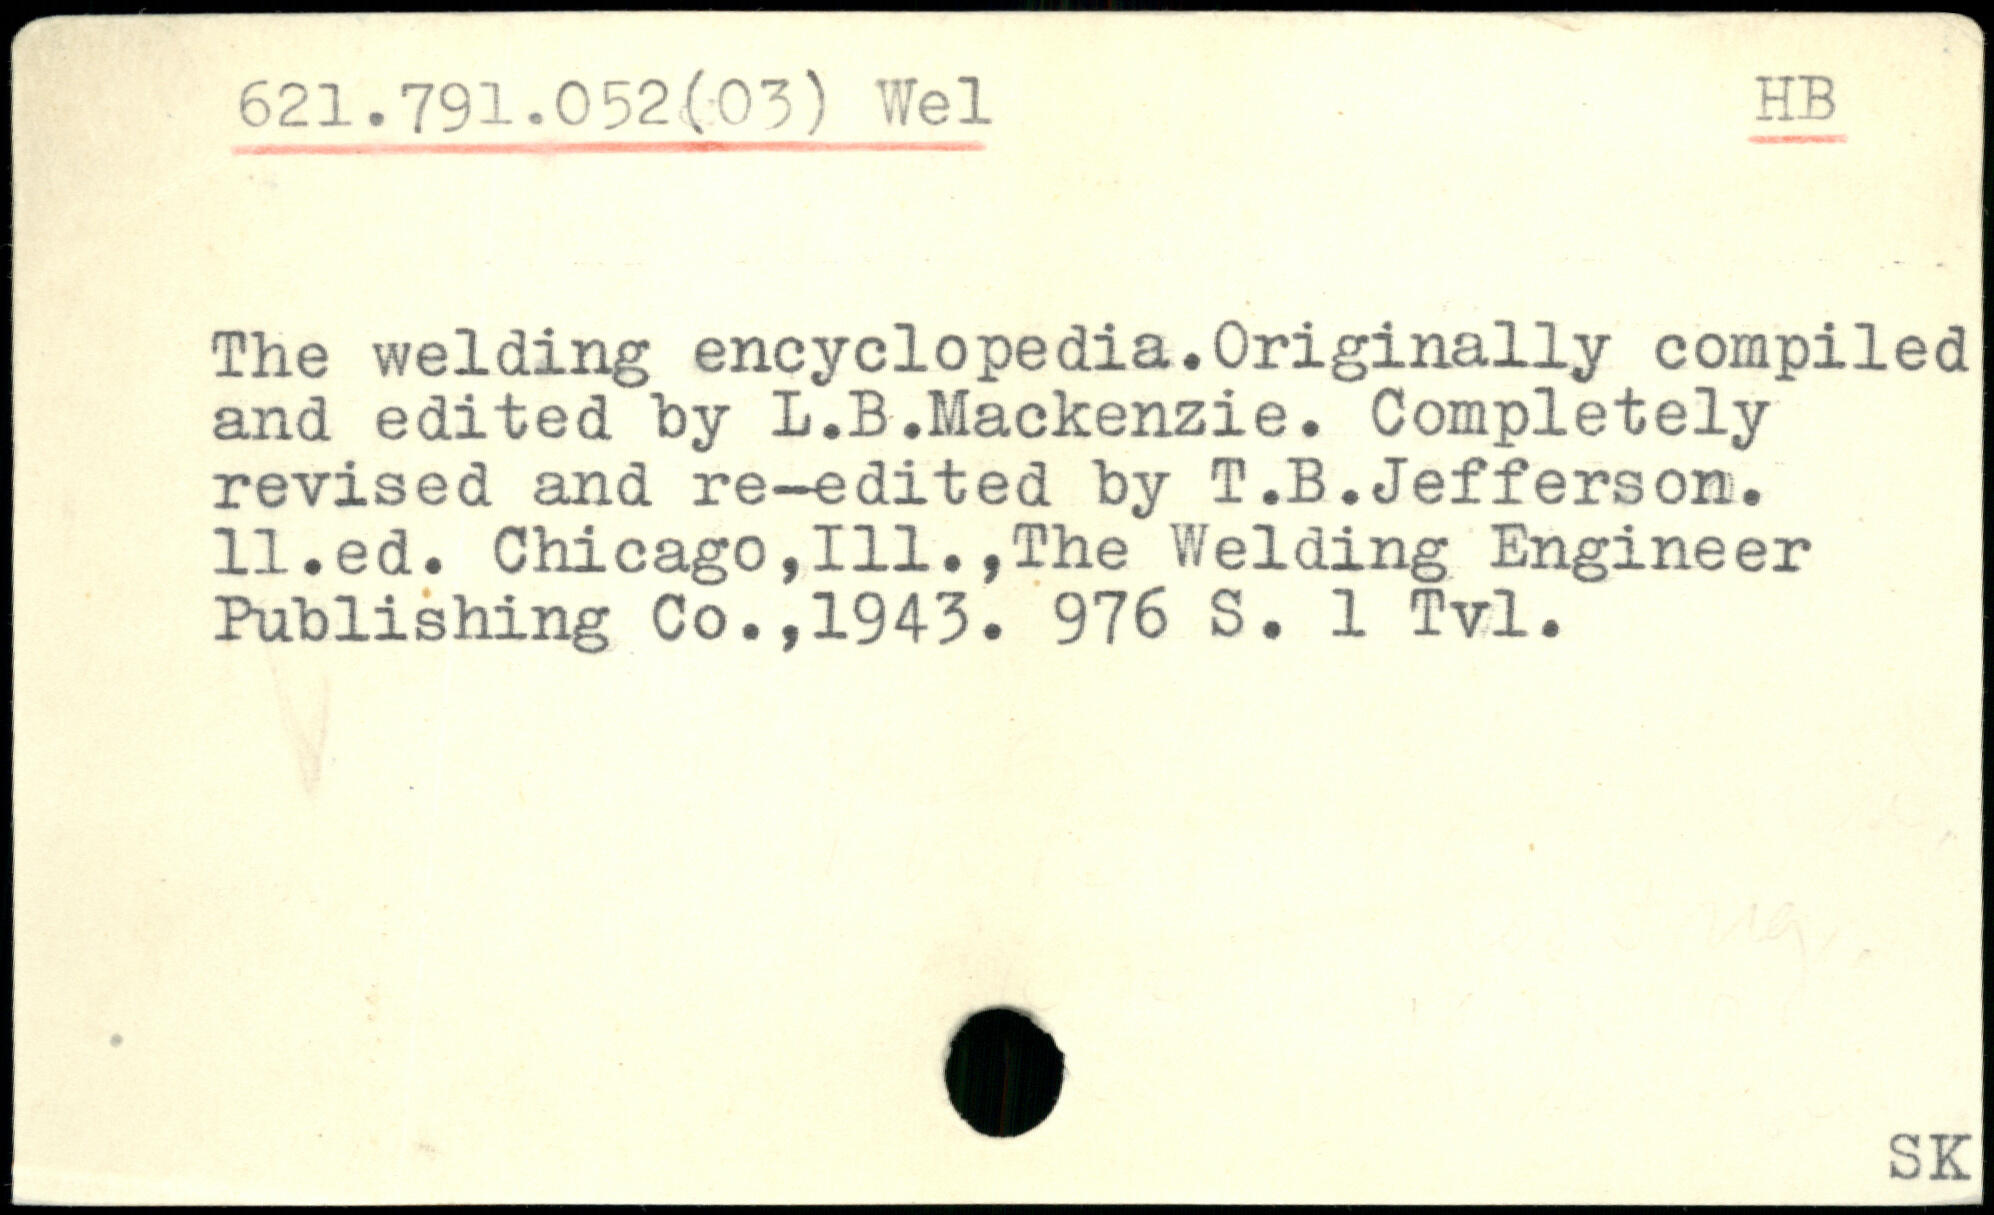 621.791.052(03) Wel HB
The welding encyclopedia.Originally compiled
and edited by L.B.Mackenzie. Completely
revised and re-edited by T.B.Jefferson.
11.ed. Chicago,Ill.,The Welding Engineer
Publishing Co.,1943. 976 S. 1 Tvl.
SK